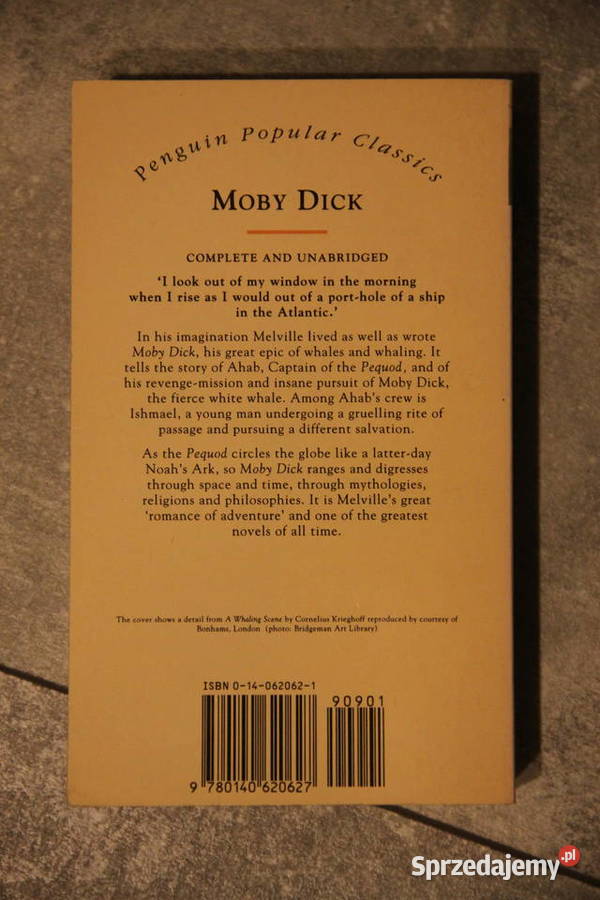 Penguin Popular Classics
MOBY DICK
COMPLETE AND UNABRIDGED
‘I look out of my window in the morning
when I rise as I would out of a port-hole of a ship
in the Atlantic.’
In his imagination Melville lived as well as wrote
Moby Dick, his great epic of whales and whaling. It
tells the story of Ahab, Captain of the Pequod, and of
his revenge-mission and insane pursuit of Moby Dick,
the fierce white whale. Among Ahab's crew is
Ishmael, a young man undergoing a gruelling rite of
passage and pursuing a different salvation.
As the Pequod circles the globe like a latter-day
Noah's Ark, so Moby Dick ranges and digresses
through space and time, through mythologies,
religions and philosophies. It is Melville's great
‘romance of adventure’ and one of the greatest
novels of all time.
The cover shows a detail from A Whaling Scene by Cornelius Krieghoff reproduced by courtesy of
Bonhams, London (photo: Bridgeman Art Library)
ISBN 0-14-062062-1
90901
9 780140 620627
Sprzedajemy.pl